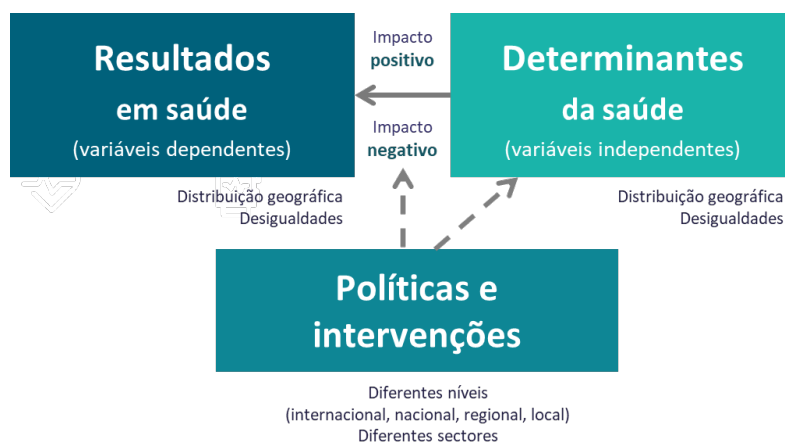 Resultados
em saúde
(variáveis dependentes)
Impacto
positivo
Impacto
negativo
Determinantes
da saúde
(variáveis independentes)
Distribuição geográfica
Desigualdades
Distribuição geográfica
Desigualdades
Políticas e
intervenções
Diferentes níveis
(internacional, nacional, regional, local)
Diferentes sectores